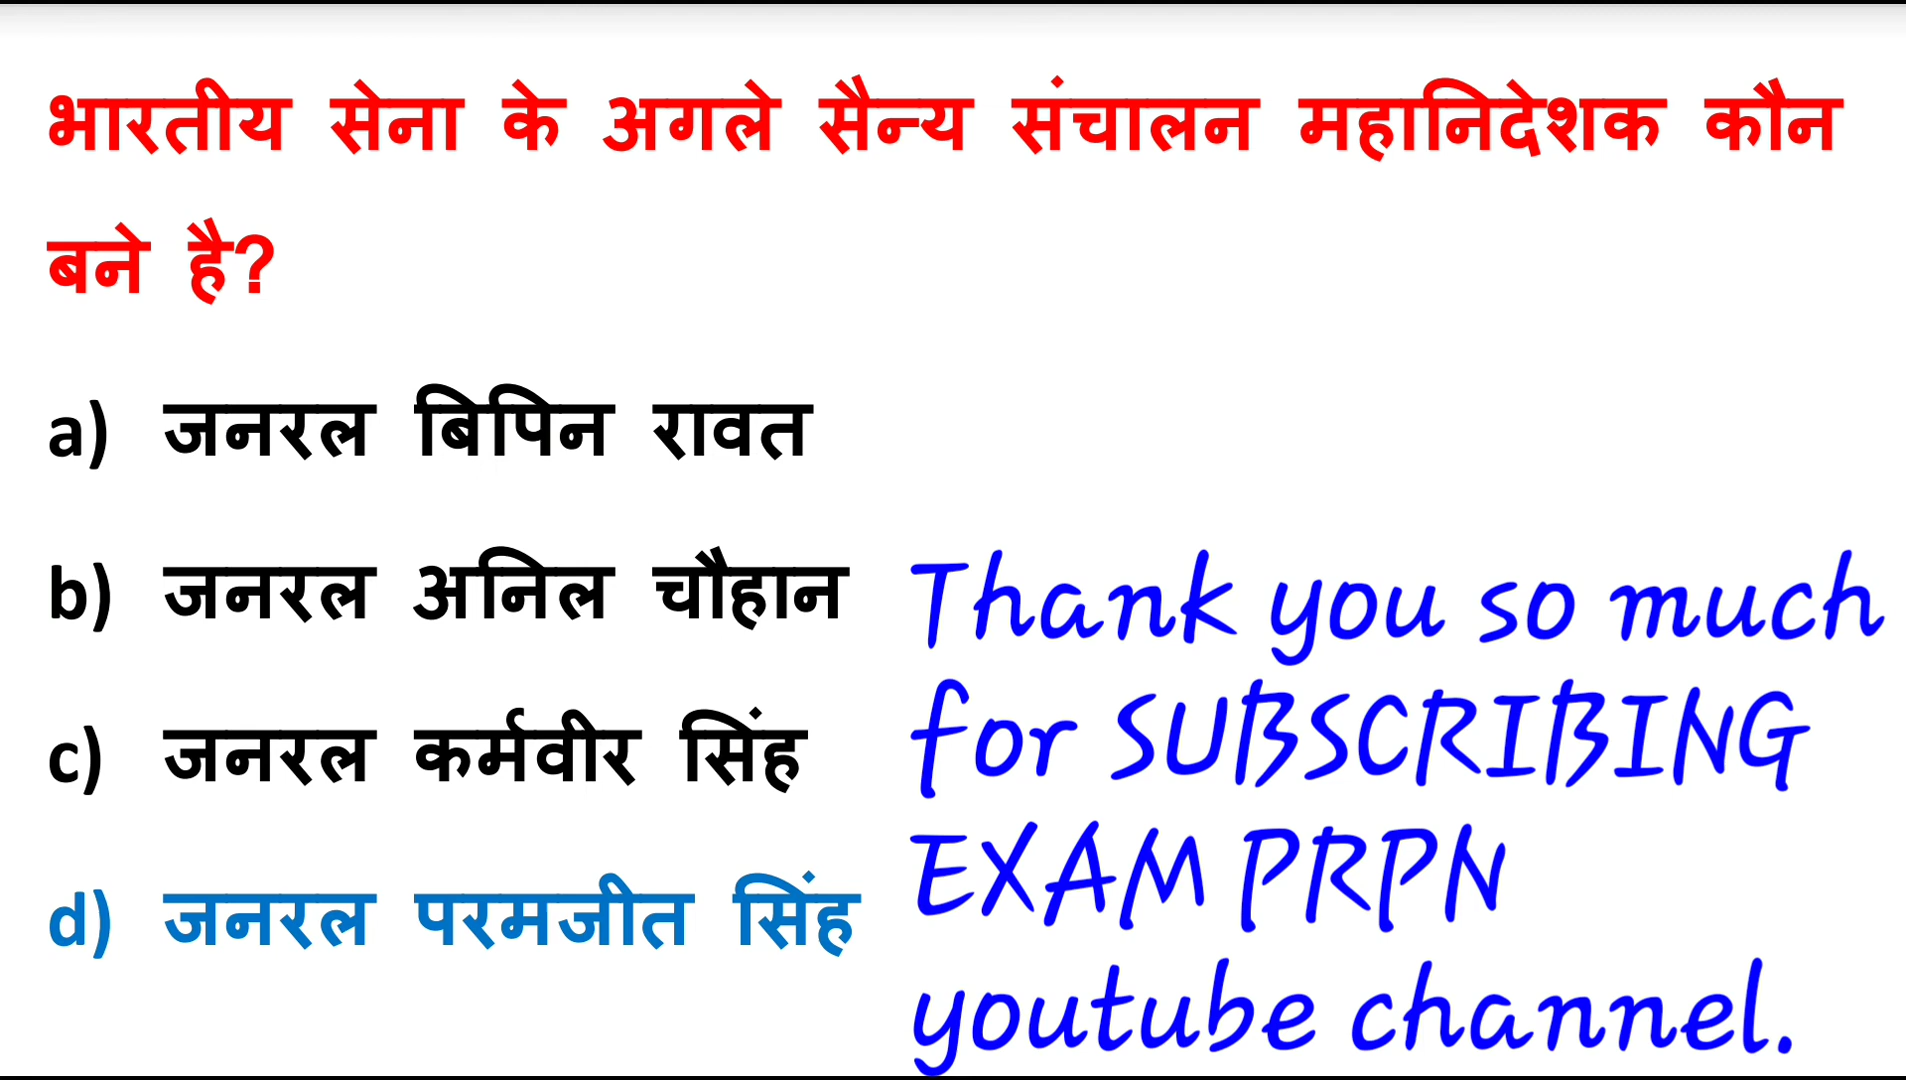 भारतीय सेना के अगले सैन्य संचालन महानिदेशक कौन
बने है?
a) जनरल बिपिन रावत
b) जनरल अनिल चौहान
c) जनरल कर्मवीर सिंह
d) जनरल परमजीत सिंह
Thank you so much
for SUBSCRIBING
EXAM PRPN
youtube channel.